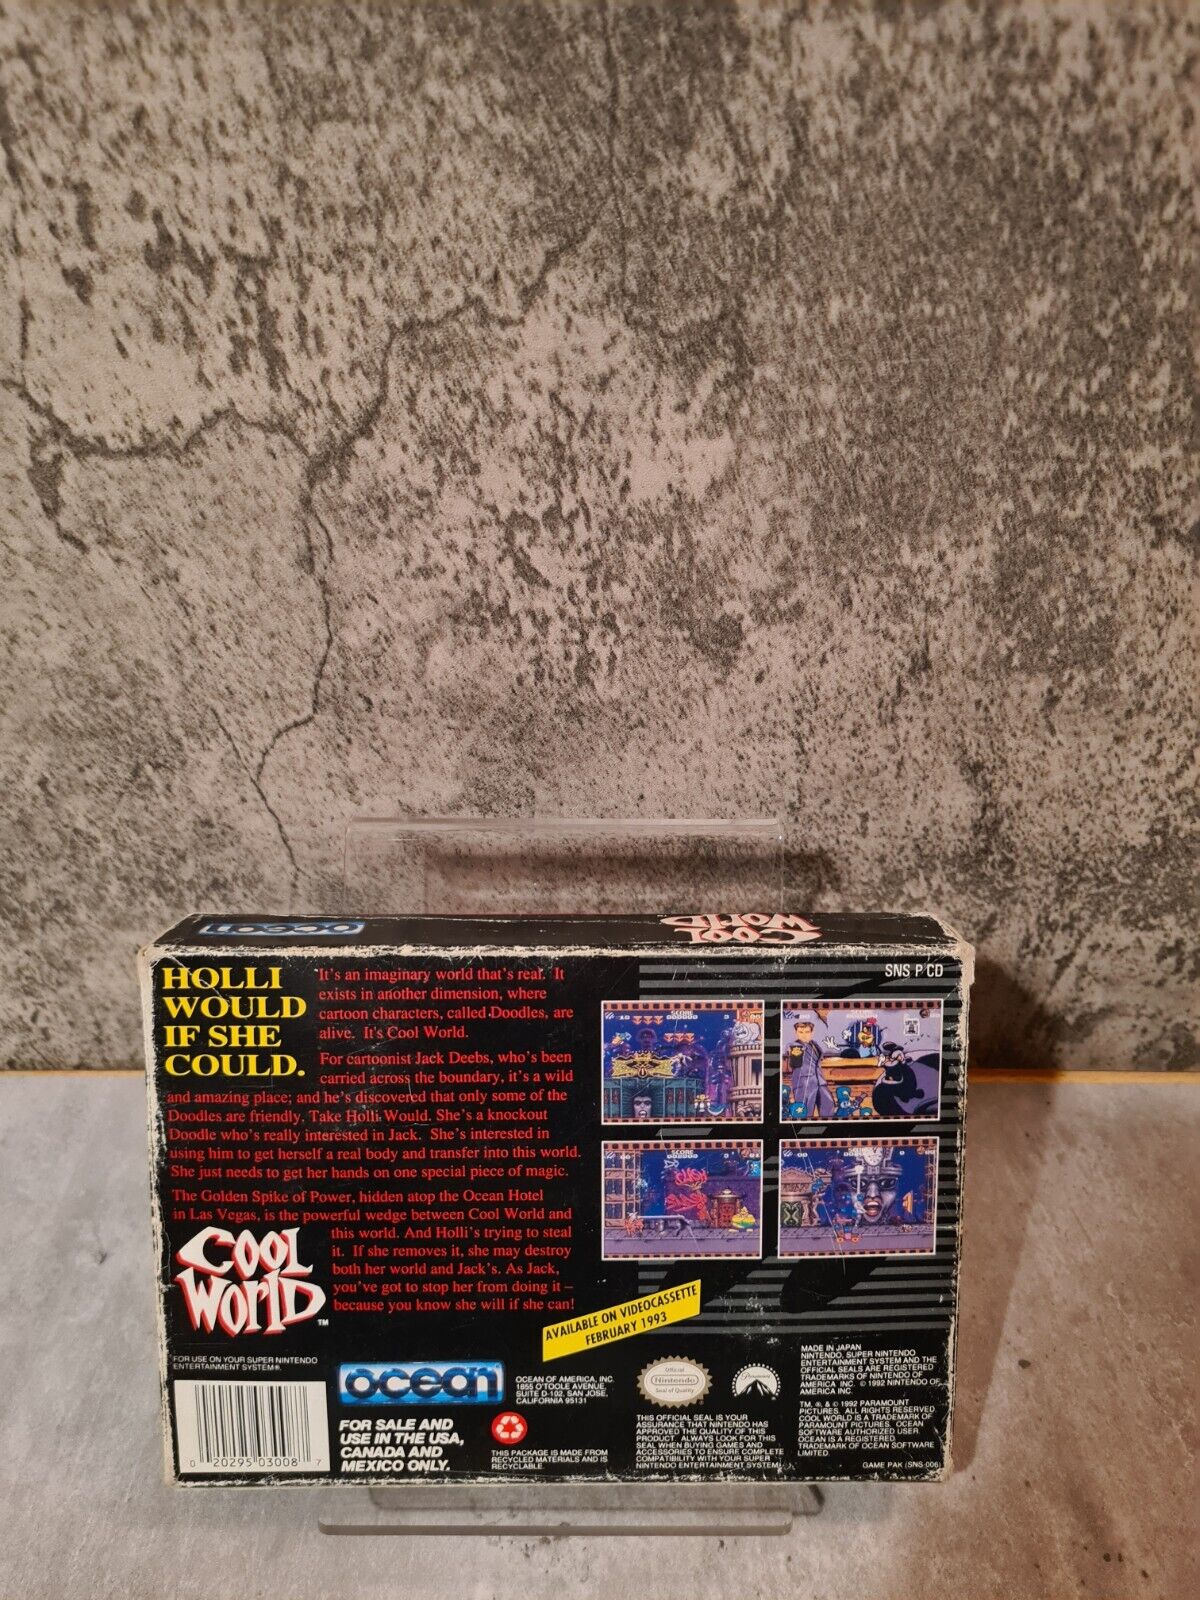 ocean
COOL WORLD
SNS P CD
HOLLI
WOULD
IF SHE
COULD.
It's an imaginary world that's real. It
exists in another dimension, where
cartoon characters, called Doodles, are
alive. It's Cool World.
For cartoonist Jack Deebs, who's been
carried across the boundary, it's a wild
and amazing place; and he's discovered that only some of the
Doodles are friendly. Take Holli Would. She's a knockout
Doodle who's really interested in Jack. She's interested in
using him to get herself a real body and transfer into this world.
She just needs to get her hands on one special piece of magic.
The Golden Spike of Power, hidden atop the Ocean Hotel
in Las Vegas, is the powerful wedge between Cool World and
this world. And Holli's trying to steal
it. If she removes it, she may destroy
both her world and Jack's. As Jack,
you've got to stop her from doing it –
because you know she will if she can!
COOL
WORLD™
SCORE
SCORE
AVAILABLE ON VIDEOCASSETTE
FEBRUARY 1993
FOR USE ON YOUR SUPER NINTENDO
ENTERTAINMENT SYSTEM®.
0 20295 03008 7
ocean
OCEAN OF AMERICA, INC.
1855 O'TOOLE AVENUE,
SUITE D-102, SAN JOSE,
CALIFORNIA 95131
FOR SALE AND
USE IN THE USA,
CANADA AND
MEXICO ONLY.
THIS PACKAGE IS MADE FROM
RECYCLED MATERIALS AND IS
RECYCLABLE.
Official
Nintendo
Seal of Quality
Paramount
THIS OFFICIAL SEAL IS YOUR
ASSURANCE THAT NINTENDO HAS
APPROVED THE QUALITY OF THIS
PRODUCT. ALWAYS LOOK FOR THIS
SEAL WHEN BUYING GAMES AND
ACCESSORIES TO ENSURE COMPLETE
COMPATIBILITY WITH YOUR SUPER
NINTENDO ENTERTAINMENT SYSTEM.
MADE IN JAPAN
NINTENDO, SUPER NINTENDO
ENTERTAINMENT SYSTEM AND THE
OFFICIAL SEALS ARE REGISTERED
TRADEMARKS OF NINTENDO OF
AMERICA INC. © 1992 NINTENDO OF
AMERICA INC.
TM, ®, & © 1992 PARAMOUNT
PICTURES. ALL RIGHTS RESERVED.
COOL WORLD IS A TRADEMARK OF
PARAMOUNT PICTURES. OCEAN
SOFTWARE AUTHORIZED USER.
OCEAN IS A REGISTERED
TRADEMARK OF OCEAN SOFTWARE
LIMITED.
GAME PAK (SNS-006)